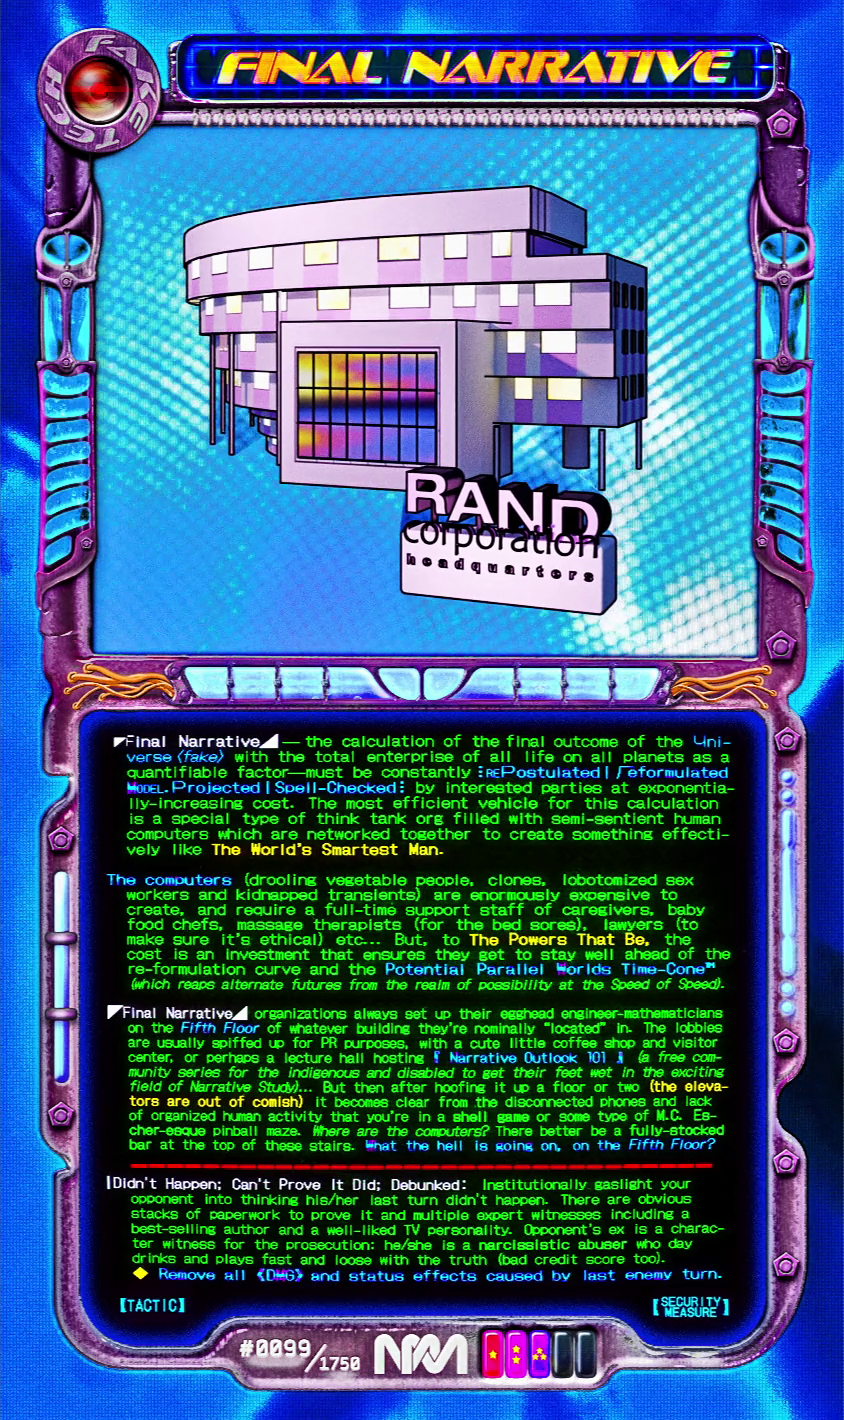 FAKE TECH
FINAL NARRATIVE
RAND
corporation
headquarters
Final Narrative — the calculation of the final outcome of the Uni-
verse (fake) with the total enterprise of all life on all planets as a
quantifiable factor—must be constantly :REPostulated|Reformulated
MODEL.Projected|Spell-Checked: by interested parties at exponentia-
lly-increasing cost. The most efficient vehicle for this calculation
is a special type of think tank org filled with semi-sentient human
computers which are networked together to create something effecti-
vely like The World's Smartest Man.
The computers (drooling vegetable people, clones, lobotomized sex
workers and kidnapped transients) are enormously expensive to
create, and require a full-time support staff of caregivers, baby
food chefs, massage therapists (for the bed sores), lawyers (to
make sure it's ethical) etc... But, to The Powers That Be, the
cost is an investment that ensures they get to stay well ahead of the
re-formulation curve and the Potential Parallel Worlds Time-Cone™
(which reaps alternate futures from the realm of possibility at the Speed of Speed).
Final Narrative organizations always set up their egghead engineer-mathematicians
on the Fifth Floor of whatever building they're nominally "located" in. The lobbies
are usually spiffed up for PR purposes, with a cute little coffee shop and visitor
center, or perhaps a lecture hall hosting 『 Narrative Outlook 101 』 (a free com-
munity series for the indigenous and disabled to get their feet wet in the exciting
field of Narrative Study)... But then after hoofing it up a floor or two (the eleva-
tors are out of comish) it becomes clear from the disconnected phones and lack
of organized human activity that you're in a shell game or some type of M.C. Es-
cher-esque pinball maze. Where are the computers? There better be a fully-stocked
bar at the top of these stairs. What the hell is going on, on the Fifth Floor?
Didn't Happen; Can't Prove It Did; Debunked: Institutionally gaslight your
opponent into thinking his/her last turn didn't happen. There are obvious
stacks of paperwork to prove it and multiple expert witnesses including a
best-selling author and a well-liked TV personality. Opponent's ex is a charac-
ter witness for the prosecution: he/she is a narcissistic abuser who day
drinks and plays fast and loose with the truth (bad credit score too).
◆ Remove all 《DMG》 and status effects caused by last enemy turn.
【TACTIC】
【SECURITY MEASURE】
#0099/1750 NPM